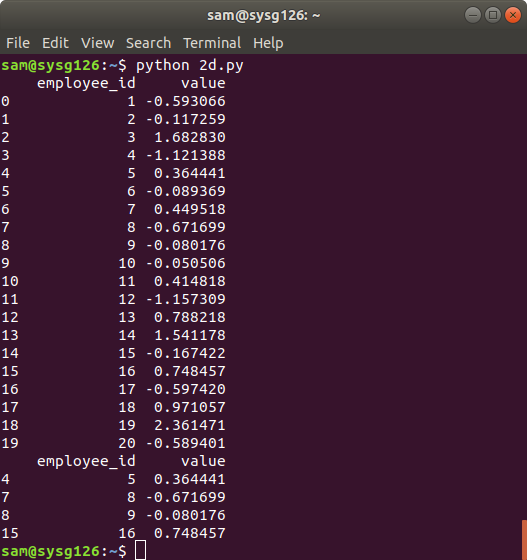 sam@sysg126: ~
File Edit View Search Terminal Help
sam@sysg126:~$ python 2d.py
    employee_id     value
0             1 -0.593066
1             2 -0.117259
2             3  1.682830
3             4 -1.121388
4             5  0.364441
5             6 -0.089369
6             7  0.449518
7             8 -0.671699
8             9 -0.080176
9            10 -0.050506
10           11  0.414818
11           12 -1.157309
12           13  0.788218
13           14  1.541178
14           15 -0.167422
15           16  0.748457
16           17 -0.597420
17           18  0.971057
18           19  2.361471
19           20 -0.589401
    employee_id     value
4             5  0.364441
7             8 -0.671699
8             9 -0.080176
15           16  0.748457
sam@sysg126:~$